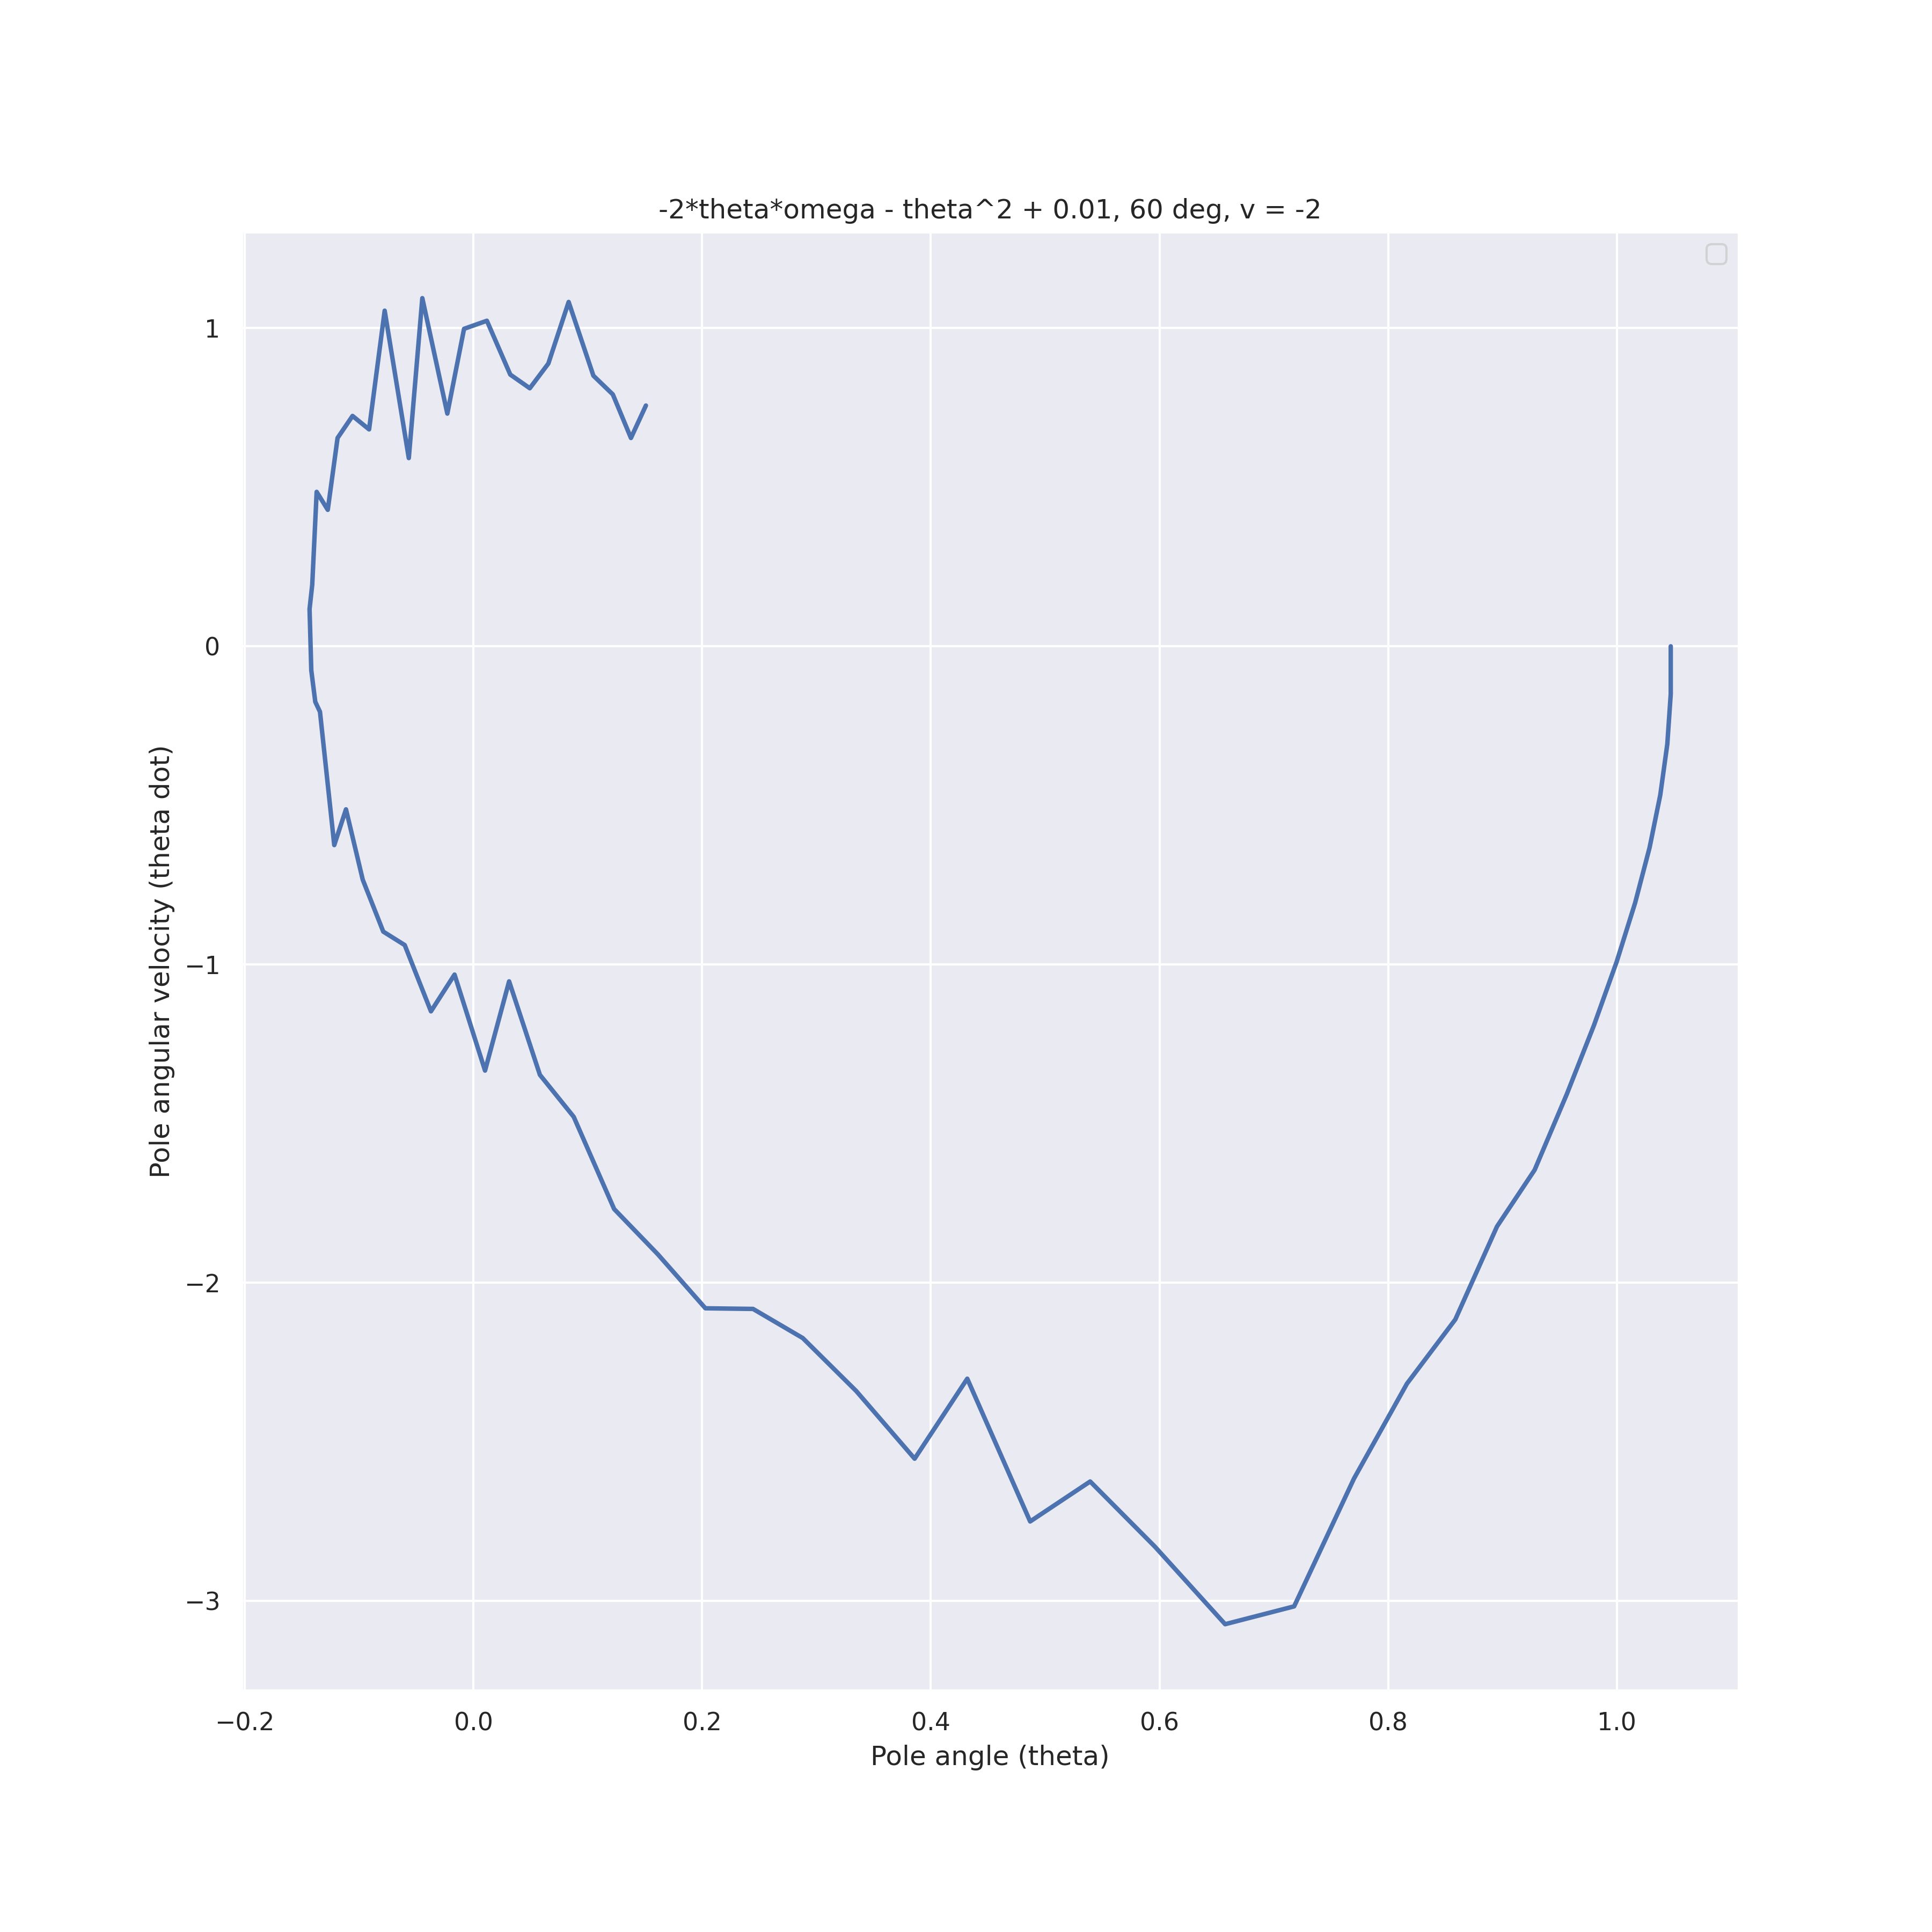 -2*theta*omega - theta^2 + 0.01, 60 deg, v = -2
1
0
−1
−2
−3
Pole angular velocity (theta dot)
−0.2 0.0 0.2 0.4 0.6 0.8 1.0
Pole angle (theta)